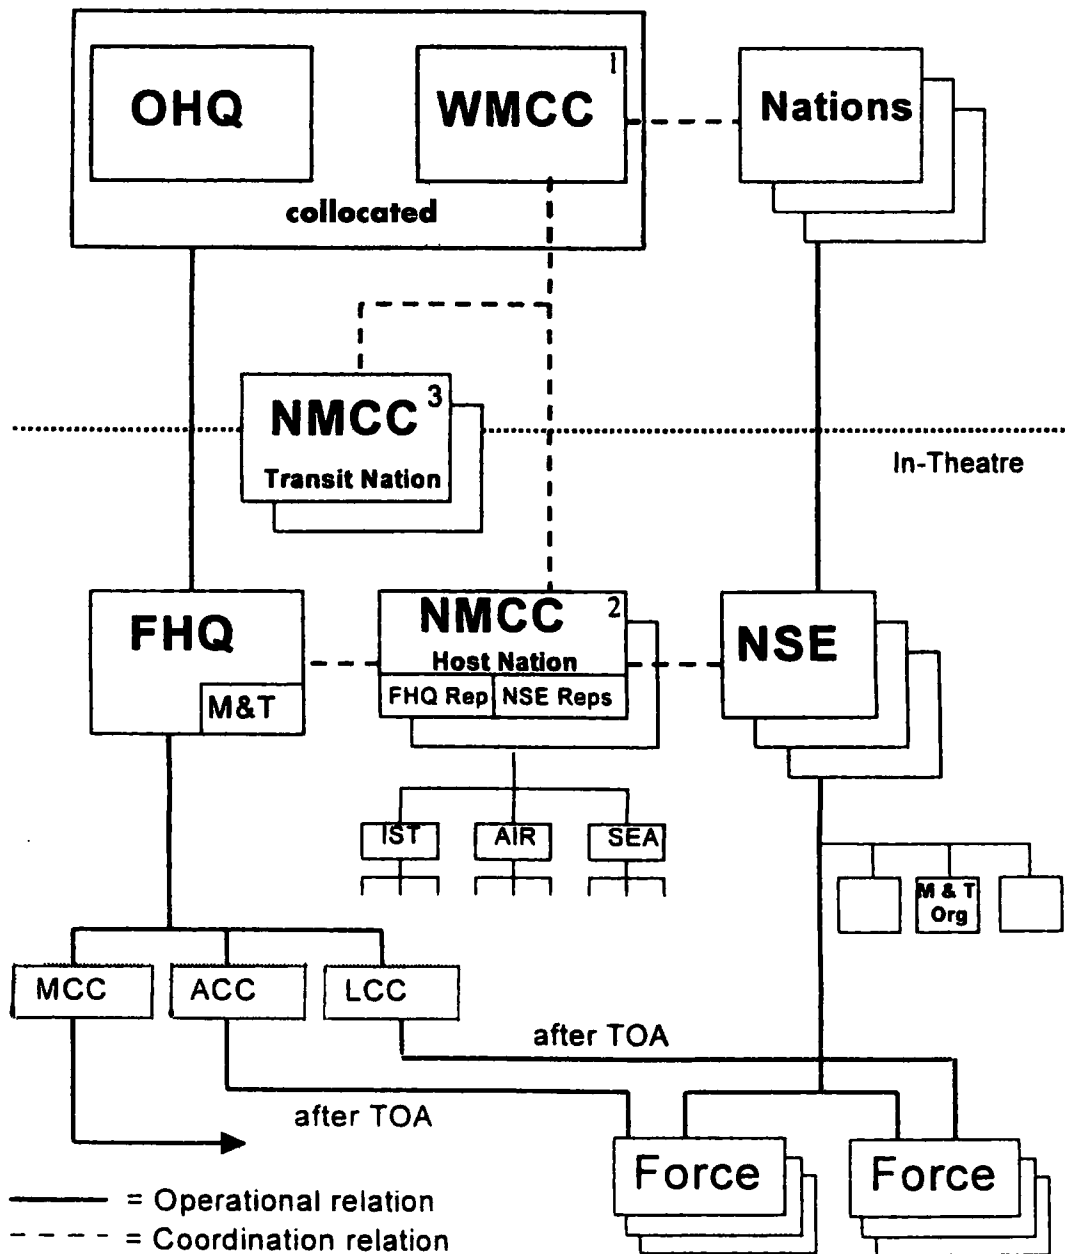 OHQ
WMCC
1
Nations
collocated
NMCC
3
Transit Nation
In-Theatre
FHQ
M&T
NMCC
2
Host Nation
FHQ Rep
NSE Reps
NSE
IST
AIR
SEA
M & T
Org
MCC
ACC
LCC
after TOA
after TOA
Force
Force
= Operational relation
= Coordination relation